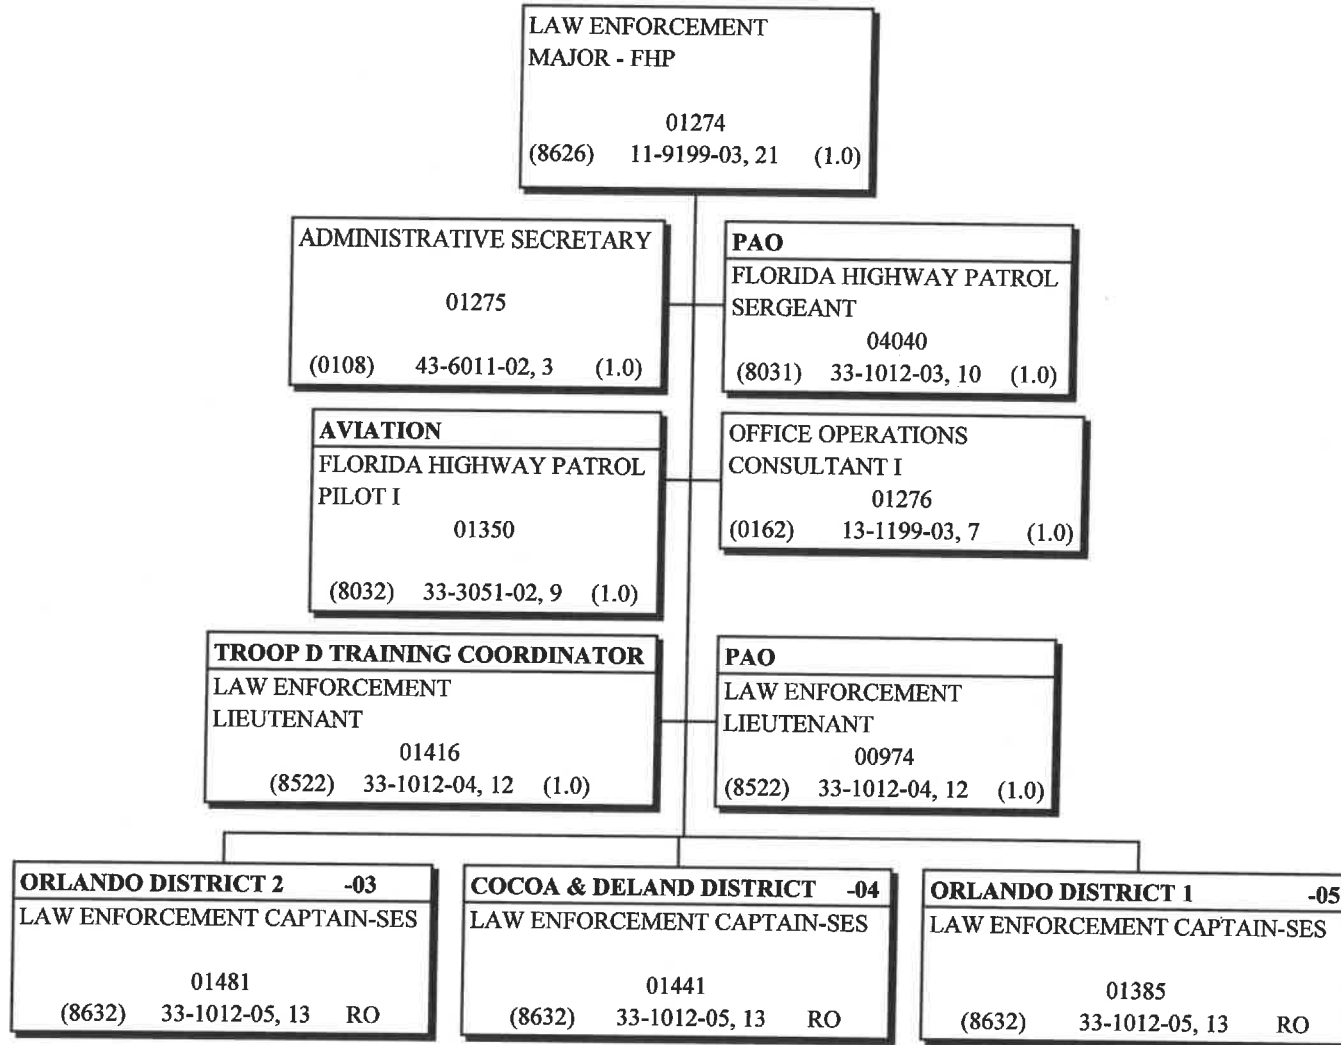 LAW ENFORCEMENT
MAJOR - FHP
01274
(8626) 11-9199-03, 21 (1.0)
ADMINISTRATIVE SECRETARY
01275
(0108) 43-6011-02, 3 (1.0)
PAO
FLORIDA HIGHWAY PATROL
SERGEANT
04040
(8031) 33-1012-03, 10 (1.0)
AVIATION
FLORIDA HIGHWAY PATROL
PILOT I
01350
(8032) 33-3051-02, 9 (1.0)
OFFICE OPERATIONS
CONSULTANT I
01276
(0162) 13-1199-03, 7 (1.0)
TROOP D TRAINING COORDINATOR
LAW ENFORCEMENT
LIEUTENANT
01416
(8522) 33-1012-04, 12 (1.0)
PAO
LAW ENFORCEMENT
LIEUTENANT
00974
(8522) 33-1012-04, 12 (1.0)
ORLANDO DISTRICT 2 -03
LAW ENFORCEMENT CAPTAIN-SES
01481
(8632) 33-1012-05, 13 RO
COCOA & DELAND DISTRICT -04
LAW ENFORCEMENT CAPTAIN-SES
01441
(8632) 33-1012-05, 13 RO
ORLANDO DISTRICT 1 -05
LAW ENFORCEMENT CAPTAIN-SES
01385
(8632) 33-1012-05, 13 RO